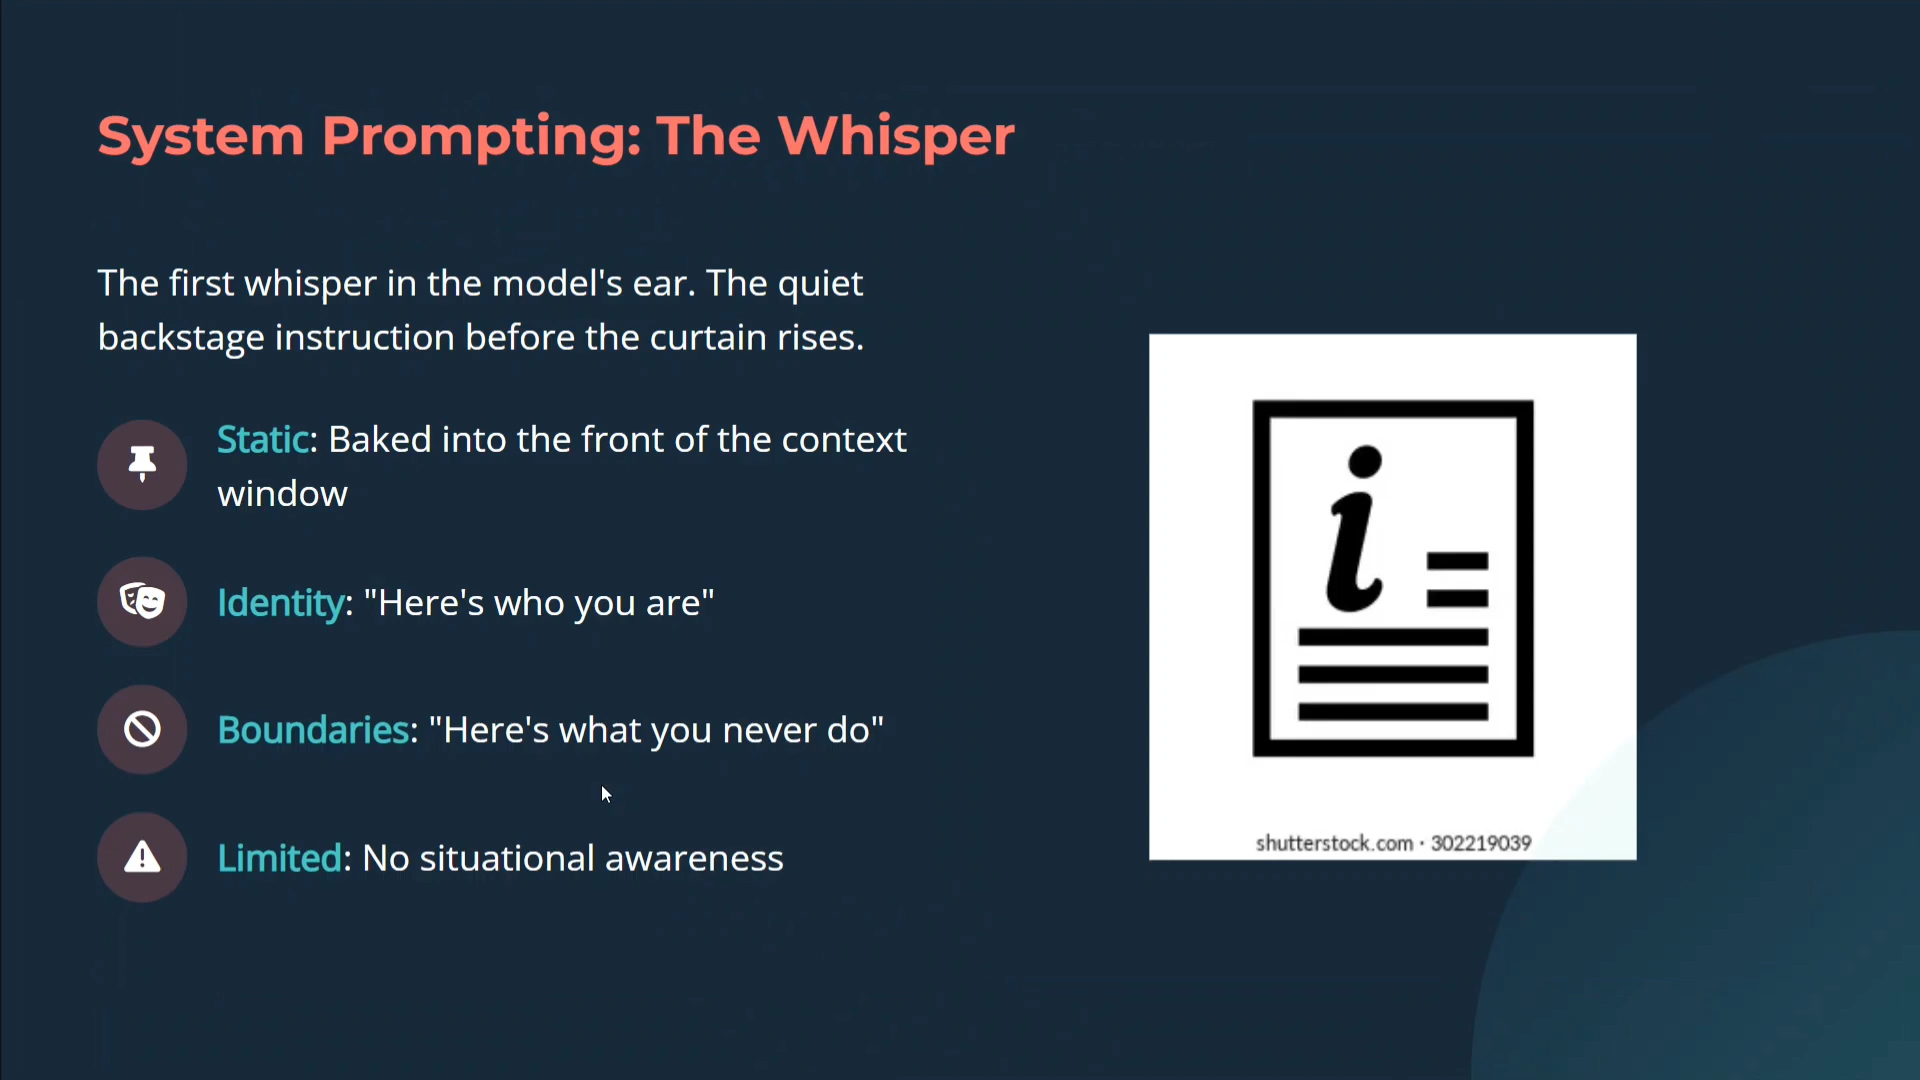 System Prompting: The Whisper
The first whisper in the model's ear. The quiet
backstage instruction before the curtain rises.
Static: Baked into the front of the context
window
Identity: "Here's who you are"
Boundaries: "Here's what you never do"
Limited: No situational awareness
i
shutterstock.com · 302219039